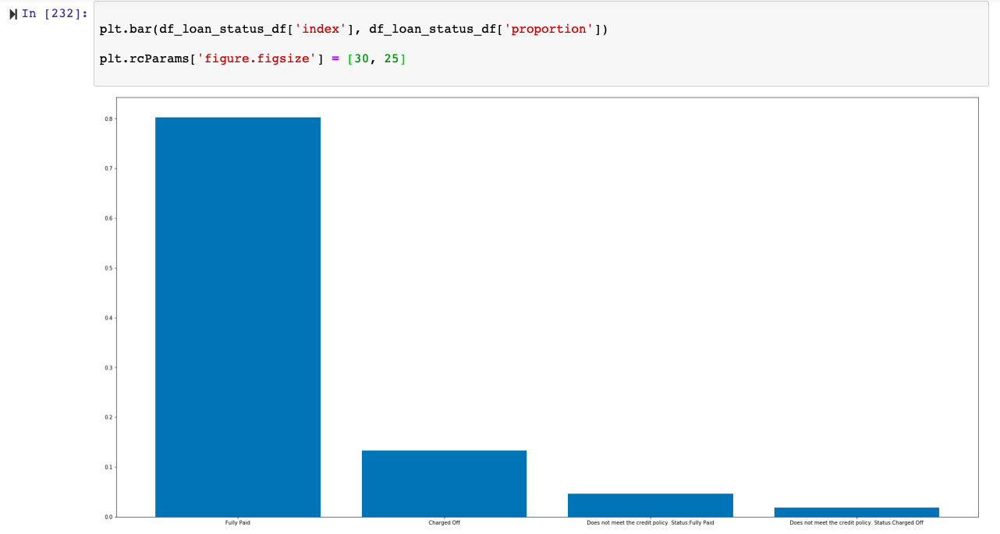 In [232]:
plt.bar(df_loan_status_df['index'], df_loan_status_df['proportion'])
plt.rcParams['figure.figsize'] = [30, 25]
0.8
0.7
0.6
0.5
0.4
0.3
0.2
0.1
0.0
Fully Paid
Charged Off
Does not meet the credit policy. Status:Fully Paid
Does not meet the credit policy. Status:Charged Off